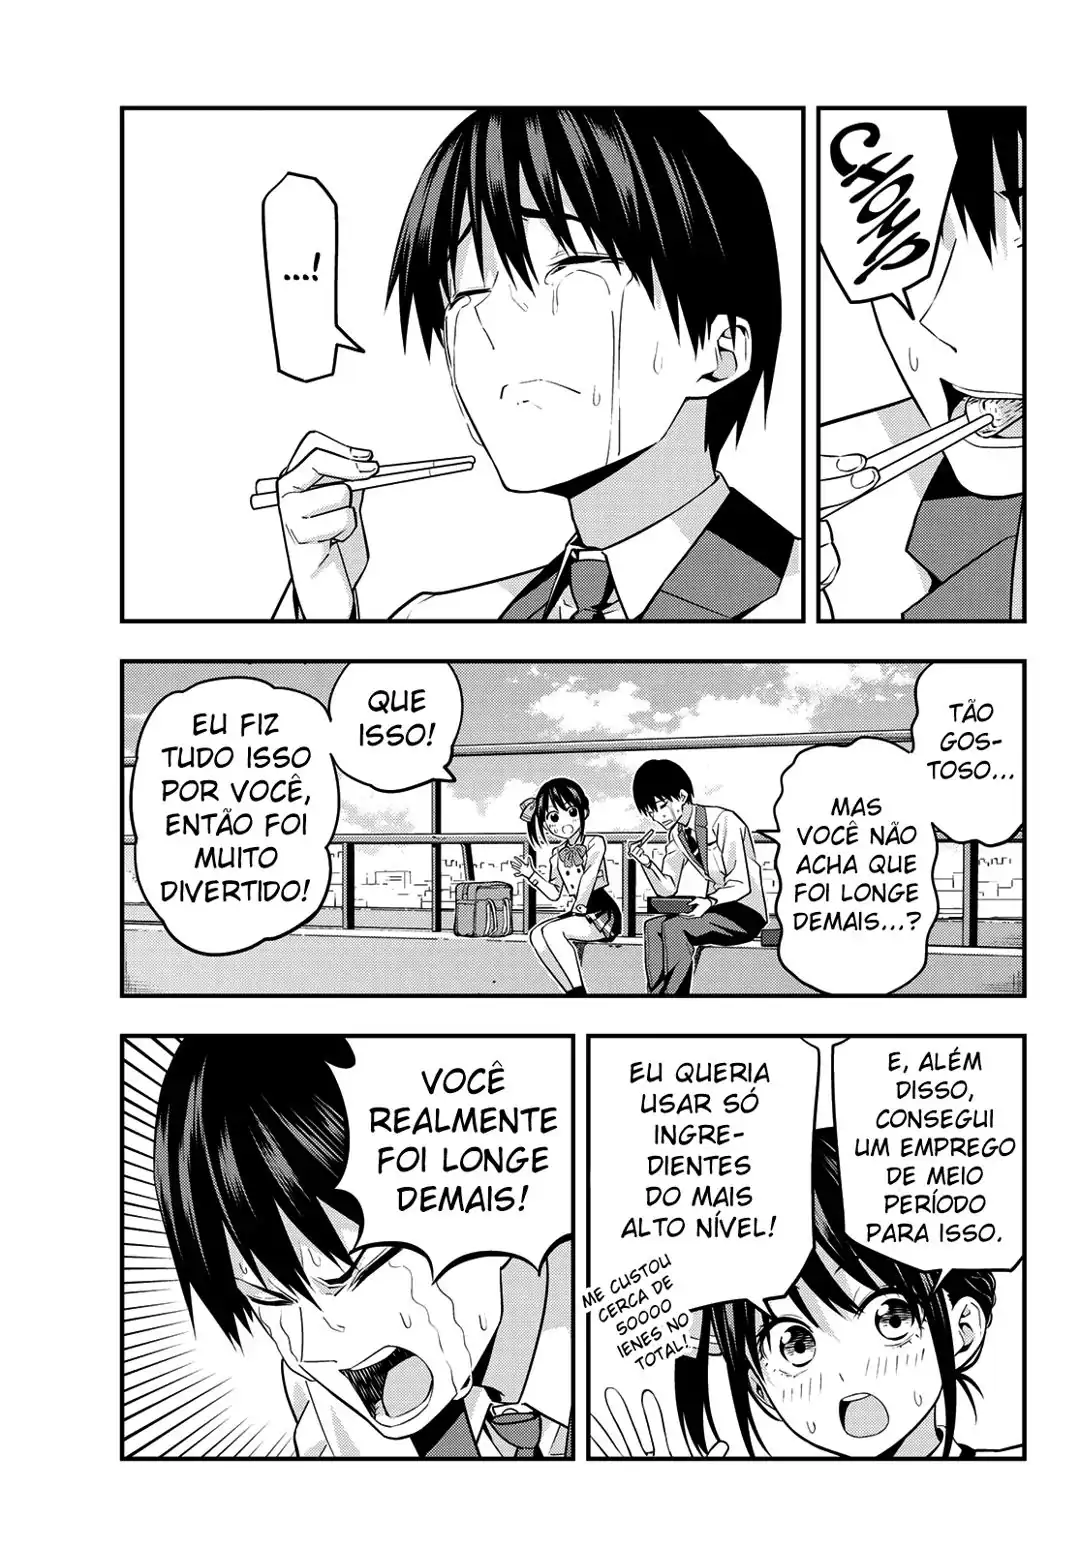 CHOMP
...!
TÃO
GOS-
TOSO...
MAS
VOCÊ NÃO
ACHA QUE
FOI LONGE
DEMAIS...?
QUE
ISSO!
EU FIZ
TUDO ISSO
POR VOCÊ,
ENTÃO FOI
MUITO
DIVERTIDO!
E, ALÉM
DISSO,
CONSEGUI
UM EMPREGO
DE MEIO
PERÍODO
PARA ISSO.
EU QUERIA
USAR SÓ
INGRE-
DIENTES
DO MAIS
ALTO NÍVEL!
ME CUSTOU
CERCA DE
50000
IENES NO
TOTAL!
VOCÊ
REALMENTE
FOI LONGE
DEMAIS!